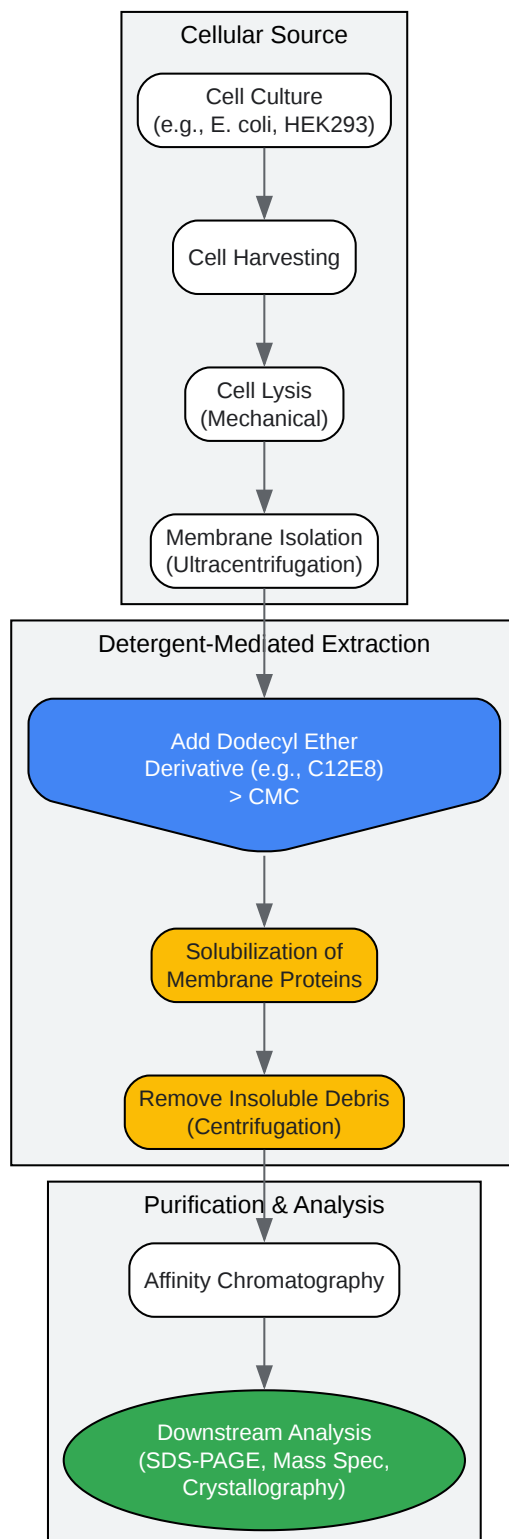 Cellular Source
Cell Culture
(e.g., E. coli, HEK293)
Cell Harvesting
Cell Lysis
(Mechanical)
Membrane Isolation
(Ultracentrifugation)
Detergent-Mediated Extraction
Add Dodecyl Ether
Derivative (e.g., C12E8)
> CMC
Solubilization of
Membrane Proteins
Remove Insoluble Debris
(Centrifugation)
Purification & Analysis
Affinity Chromatography
Downstream Analysis
(SDS-PAGE, Mass Spec,
Crystallography)